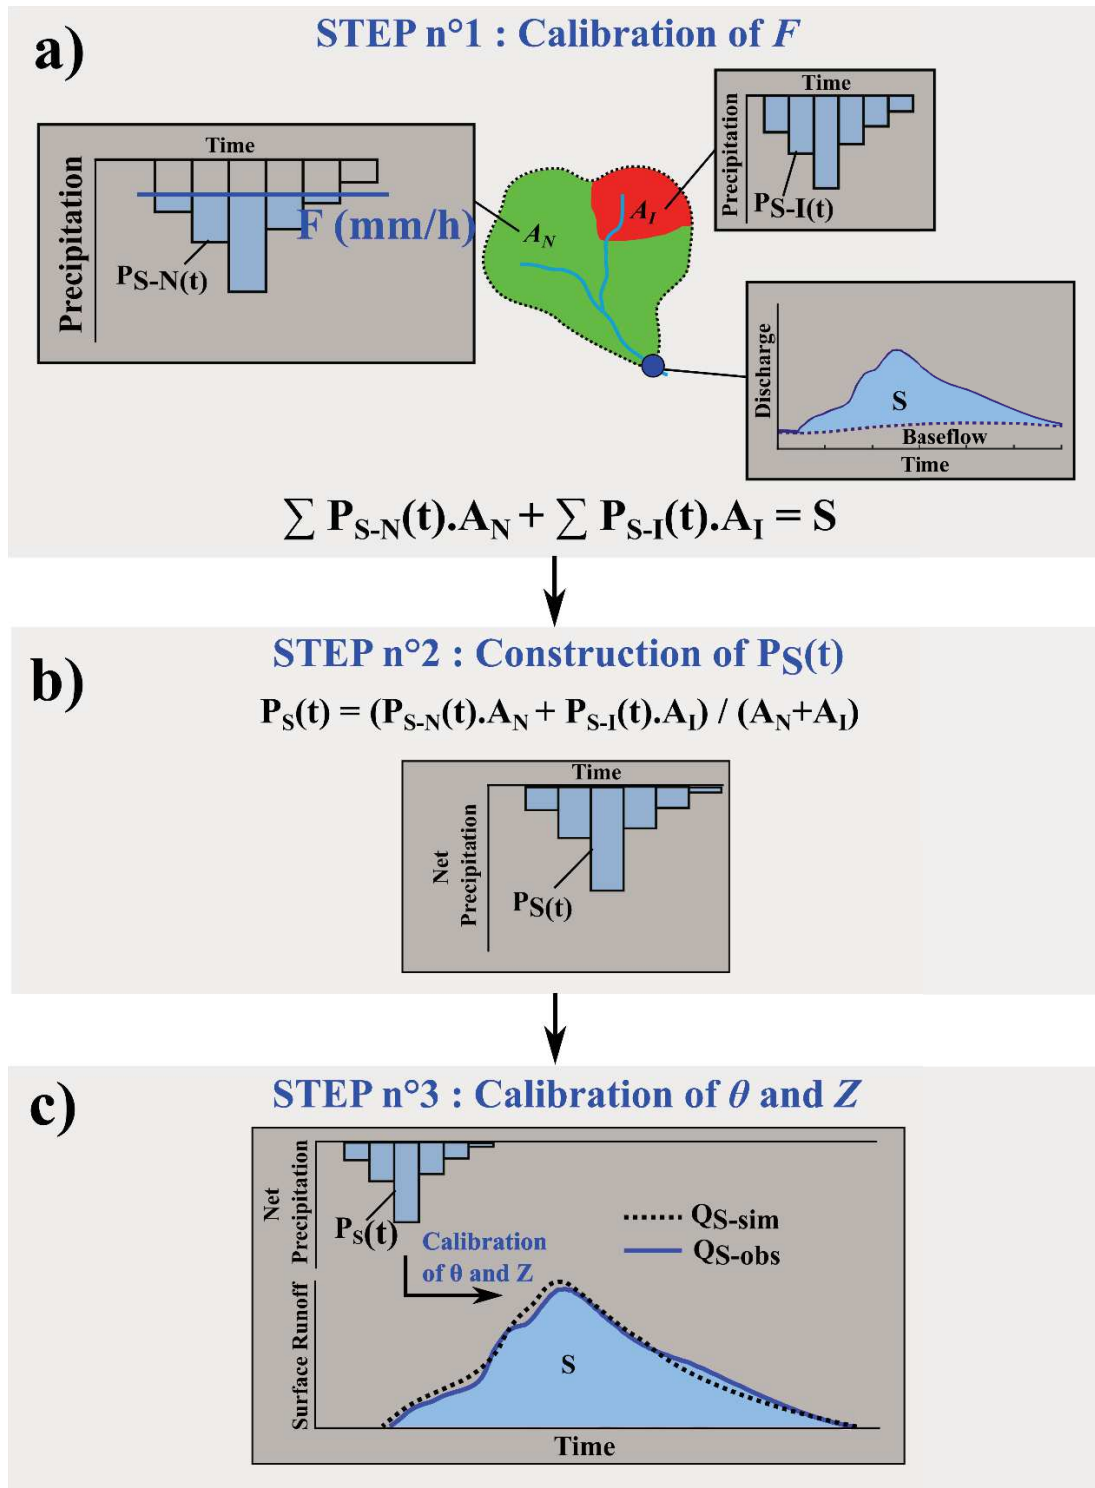 a)
STEP n°1 : Calibration of F
Time
Precipitation
F (mm/h)
PS-N(t)
Time
Precipitation
PS-I(t)
AN
AI
Discharge
S
Baseflow
Time
∑ PS-N(t).AN + ∑ PS-I(t).AI = S
b)
STEP n°2 : Construction of PS(t)
PS(t) = (PS-N(t).AN + PS-I(t).AI) / (AN+AI)
Time
Net
Precipitation
PS(t)
c)
STEP n°3 : Calibration of θ and Z
Net
Precipitation
PS(t)
Calibration
of θ and Z
QS-sim
QS-obs
Surface Runoff
S
Time